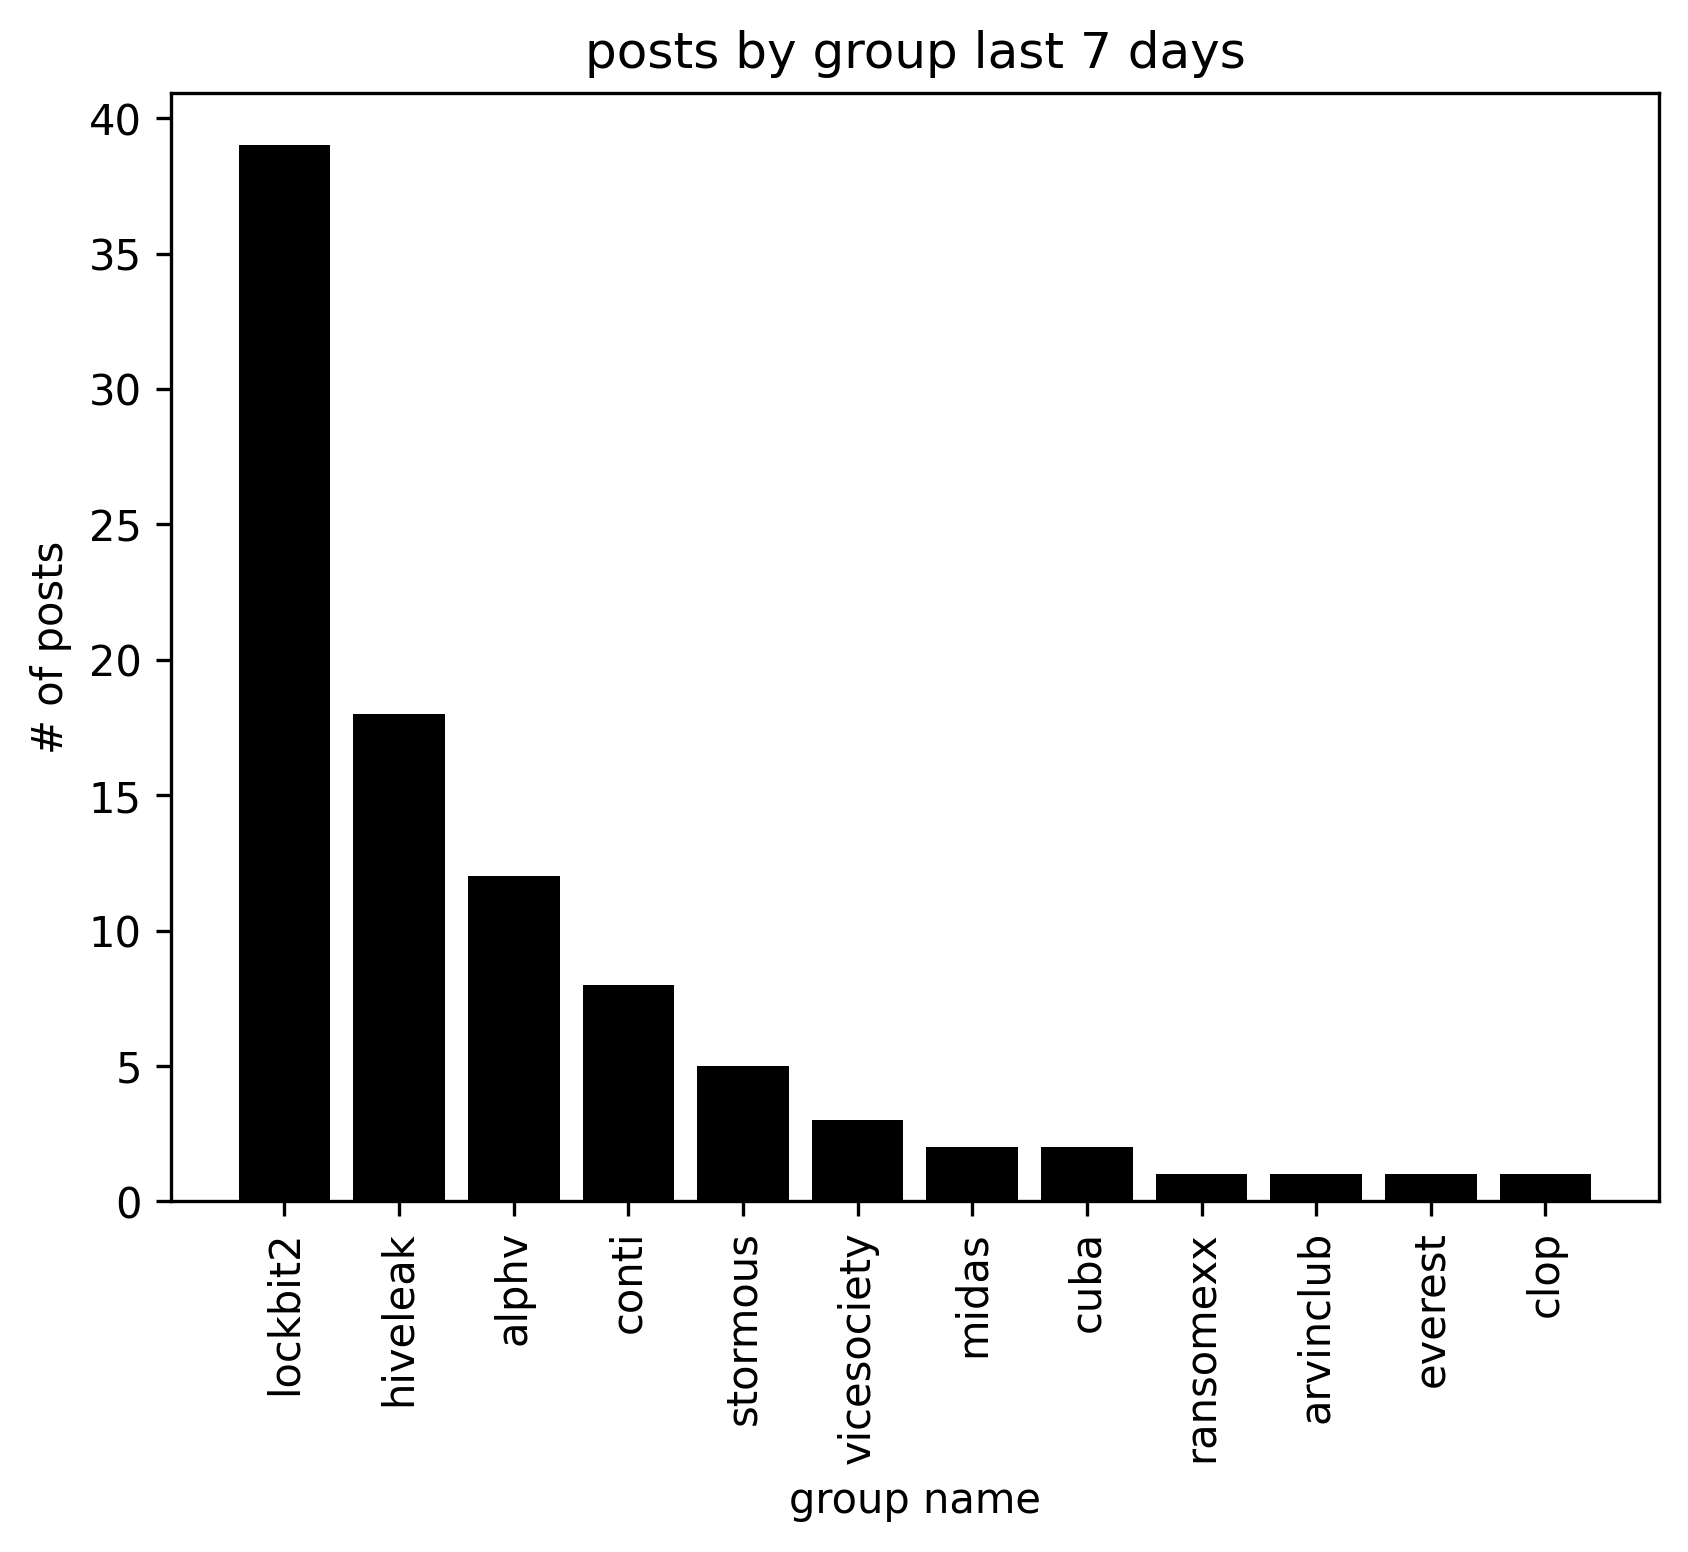 posts by group last 7 days
# of posts
40
35
30
25
20
15
10
5
0
lockbit2
hiveleak
alphv
conti
stormous
vicesociety
midas
cuba
ransomexx
arvinclub
everest
clop
group name